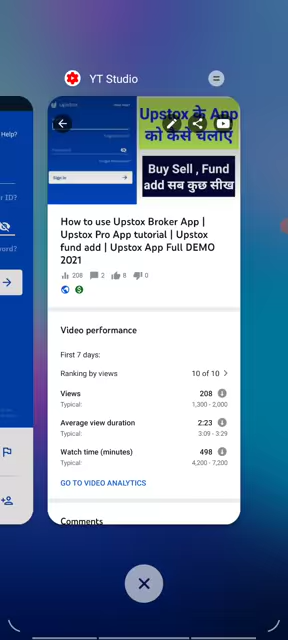 YT Studio
Help?
er ID?
word?
upstox
Upstox के App
को केसे चलाएं
Buy Sell , Fund
add सब कुछ सीखे
Password
Sign in
How to use Upstox Broker App |
Upstox Pro App tutorial | Upstox
fund add | Upstox App Full DEMO
2021
208 2 8 0
Video performance
First 7 days:
Ranking by views 10 of 10
Views 208
Typical: 1,300 - 2,000
Average view duration 2:23
Typical: 3:09 - 3:29
Watch time (minutes) 498
Typical: 4,200 - 7,200
GO TO VIDEO ANALYTICS
Comments